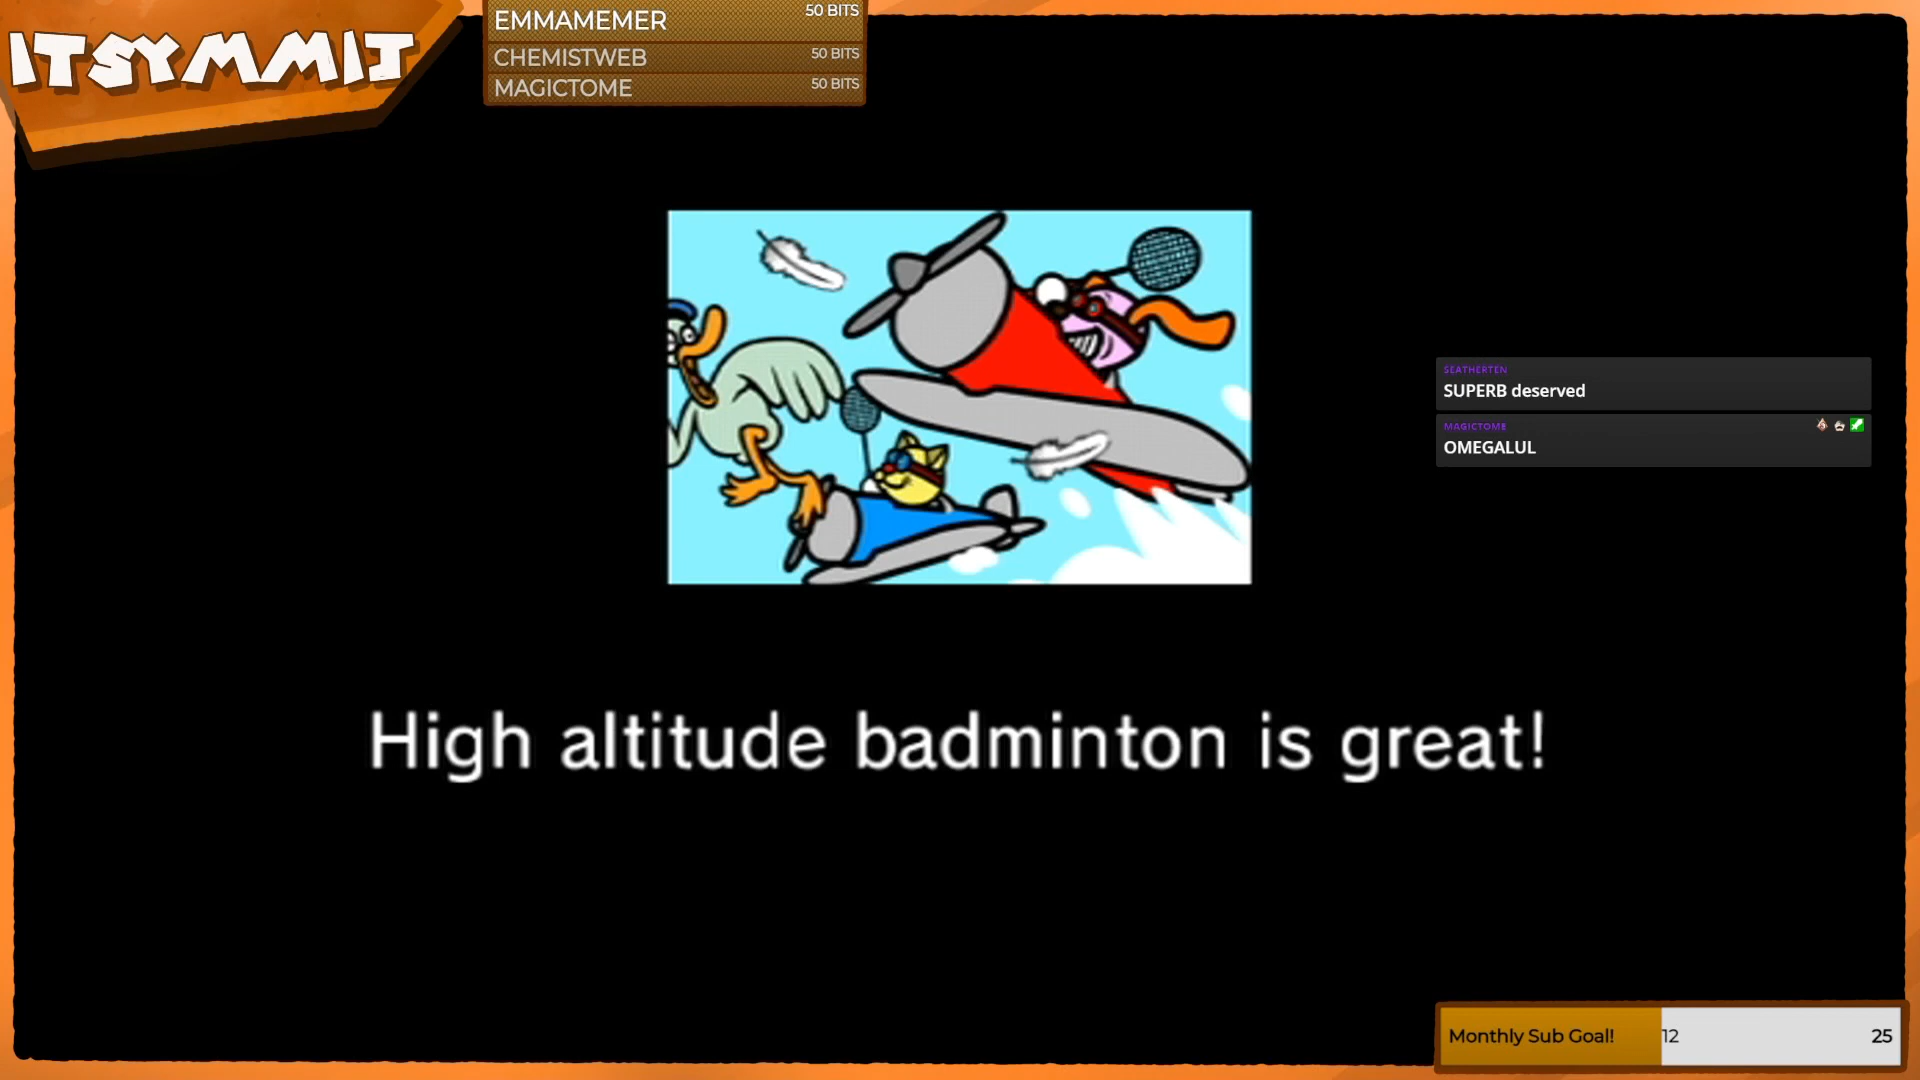 ITSYMMIJ
EMMAMEMER 50 BITS
CHEMISTWEB 50 BITS
MAGICTOME 50 BITS
SEATHERTEN
SUPERB deserved
MAGICTOME
OMEGALUL
High altitude badminton is great!
Monthly Sub Goal! 12 25